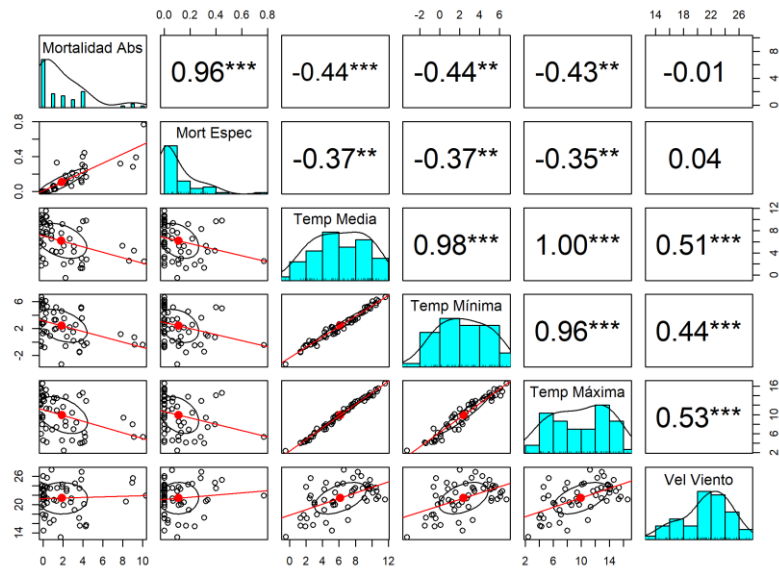 -2 0 2 4 6
0.0 0.2 0.4 0.6 0.8
14 18 22 26
Mortalidad Abs
0.96***
-0.44***
-0.44**
-0.43**
-0.01
0 2 4 6 8 10
0.0 0.4 0.8
Mort Espec
-0.37**
-0.37**
-0.35**
0.04
Temp Media
0.98***
1.00***
0.51***
0 4 8 12
-2 2 6
Temp Mínima
0.96***
0.44***
Temp Máxima
0.53***
2 6 10 16
14 18 22 26
Vel Viento
0 2 4 6 8 10
0 2 4 6 8 12
2 6 10 14